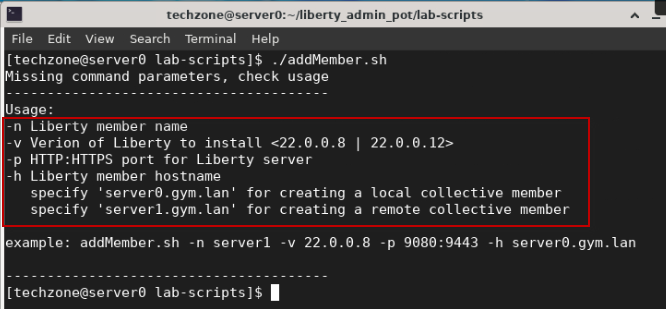 techzone@server0:~/liberty_admin_pot/lab-scripts
File Edit View Search Terminal Help
[techzone@server0 lab-scripts]$ ./addMember.sh
Missing command parameters, check usage
---------------------------------------
Usage:
-n Liberty member name
-v Verion of Liberty to install <22.0.0.8 | 22.0.0.12>
-p HTTP:HTTPS port for Liberty server
-h Liberty member hostname
   specify 'server0.gym.lan' for creating a local collective member
   specify 'server1.gym.lan' for creating a remote collective member
example: addMember.sh -n server1 -v 22.0.0.8 -p 9080:9443 -h server0.gym.lan
---------------------------------------
[techzone@server0 lab-scripts]$